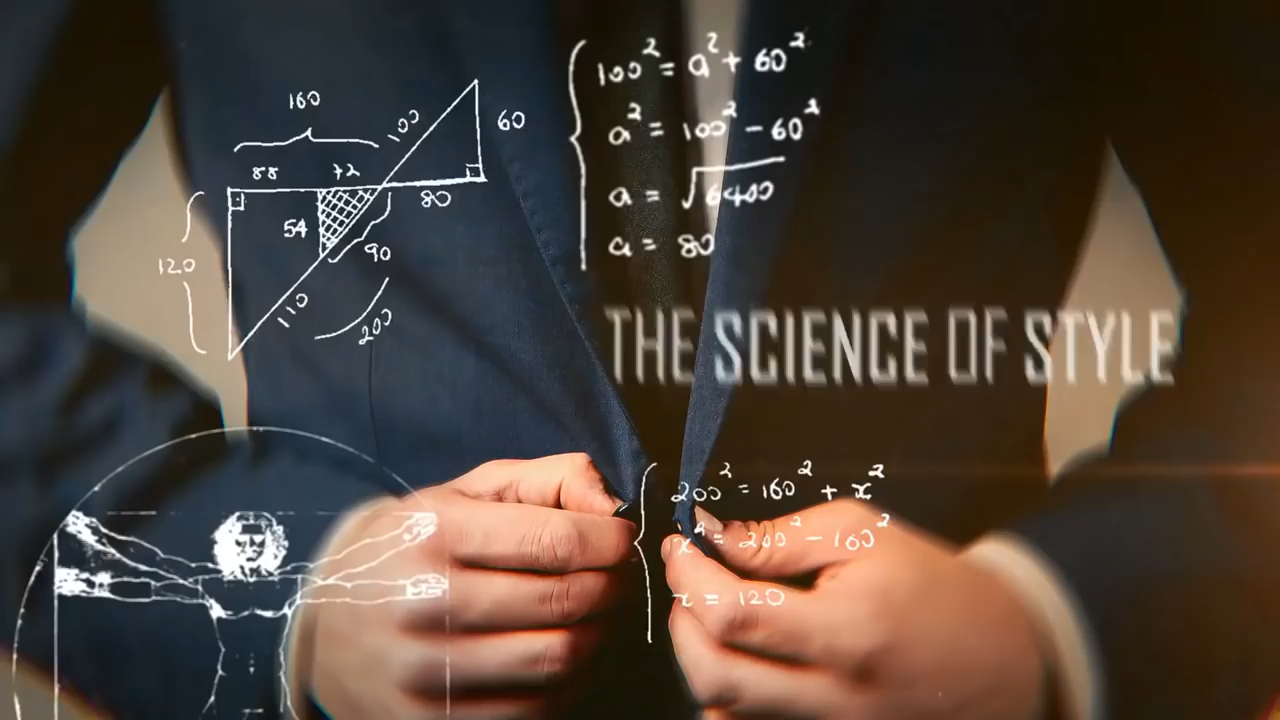 160
100
60
88
72
80
54
90
120
110
200
100² = a² + 60²
a² = 100² - 60²
a = √6400
a = 80
THE SCIENCE OF STYLE
200² = 160² + x²
x² = 200² - 160²
x = 120